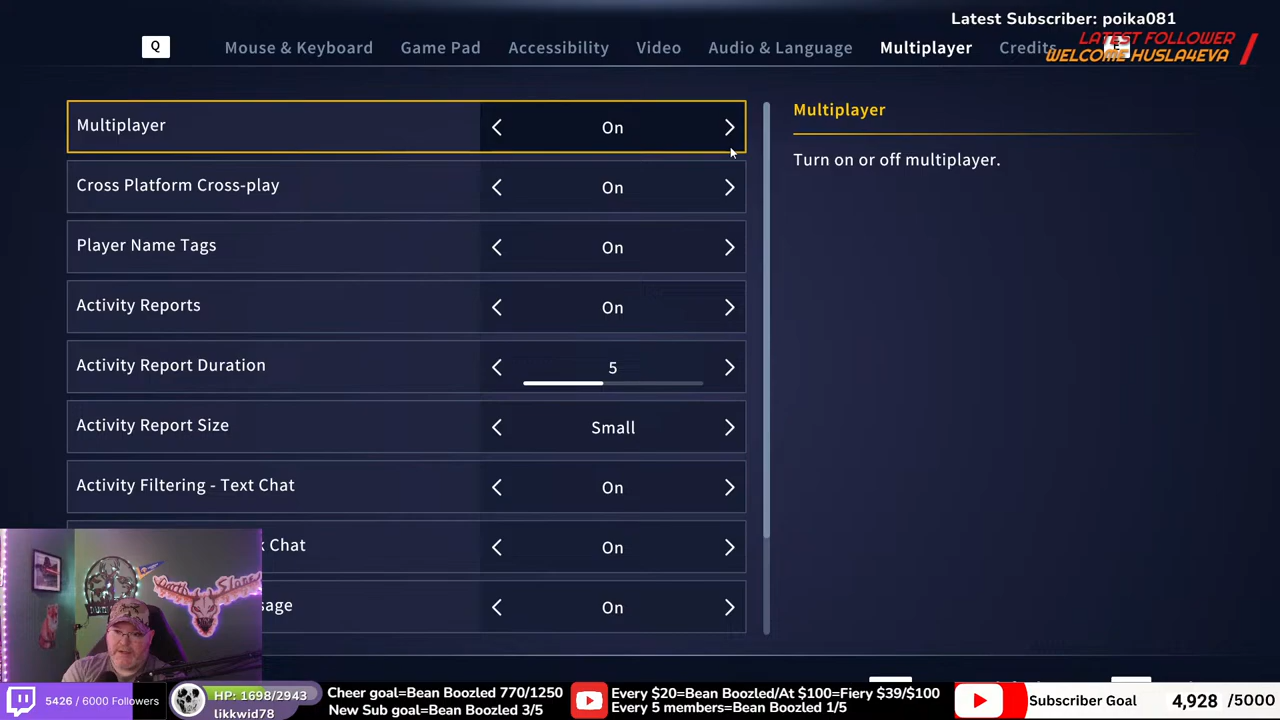 Latest Subscriber: poika081
LATEST FOLLOWER
WELCOME HUSLA4EVA
Q
Mouse & Keyboard
Game Pad
Accessibility
Video
Audio & Language
Multiplayer
Credits
Multiplayer
On
Cross Platform Cross-play
On
Player Name Tags
On
Activity Reports
On
Activity Report Duration
5
Activity Report Size
Small
Activity Filtering - Text Chat
On
Chat
On
sage
On
Multiplayer
Turn on or off multiplayer.
5426 / 6000 Followers
HP: 1698/2943
likkwid78
Cheer goal=Bean Boozled 770/1250
New Sub goal=Bean Boozled 3/5
Every $20=Bean Boozled/At $100=Fiery $39/$100
Every 5 members=Bean Boozled 1/5
Subscriber Goal
4,928 /5000